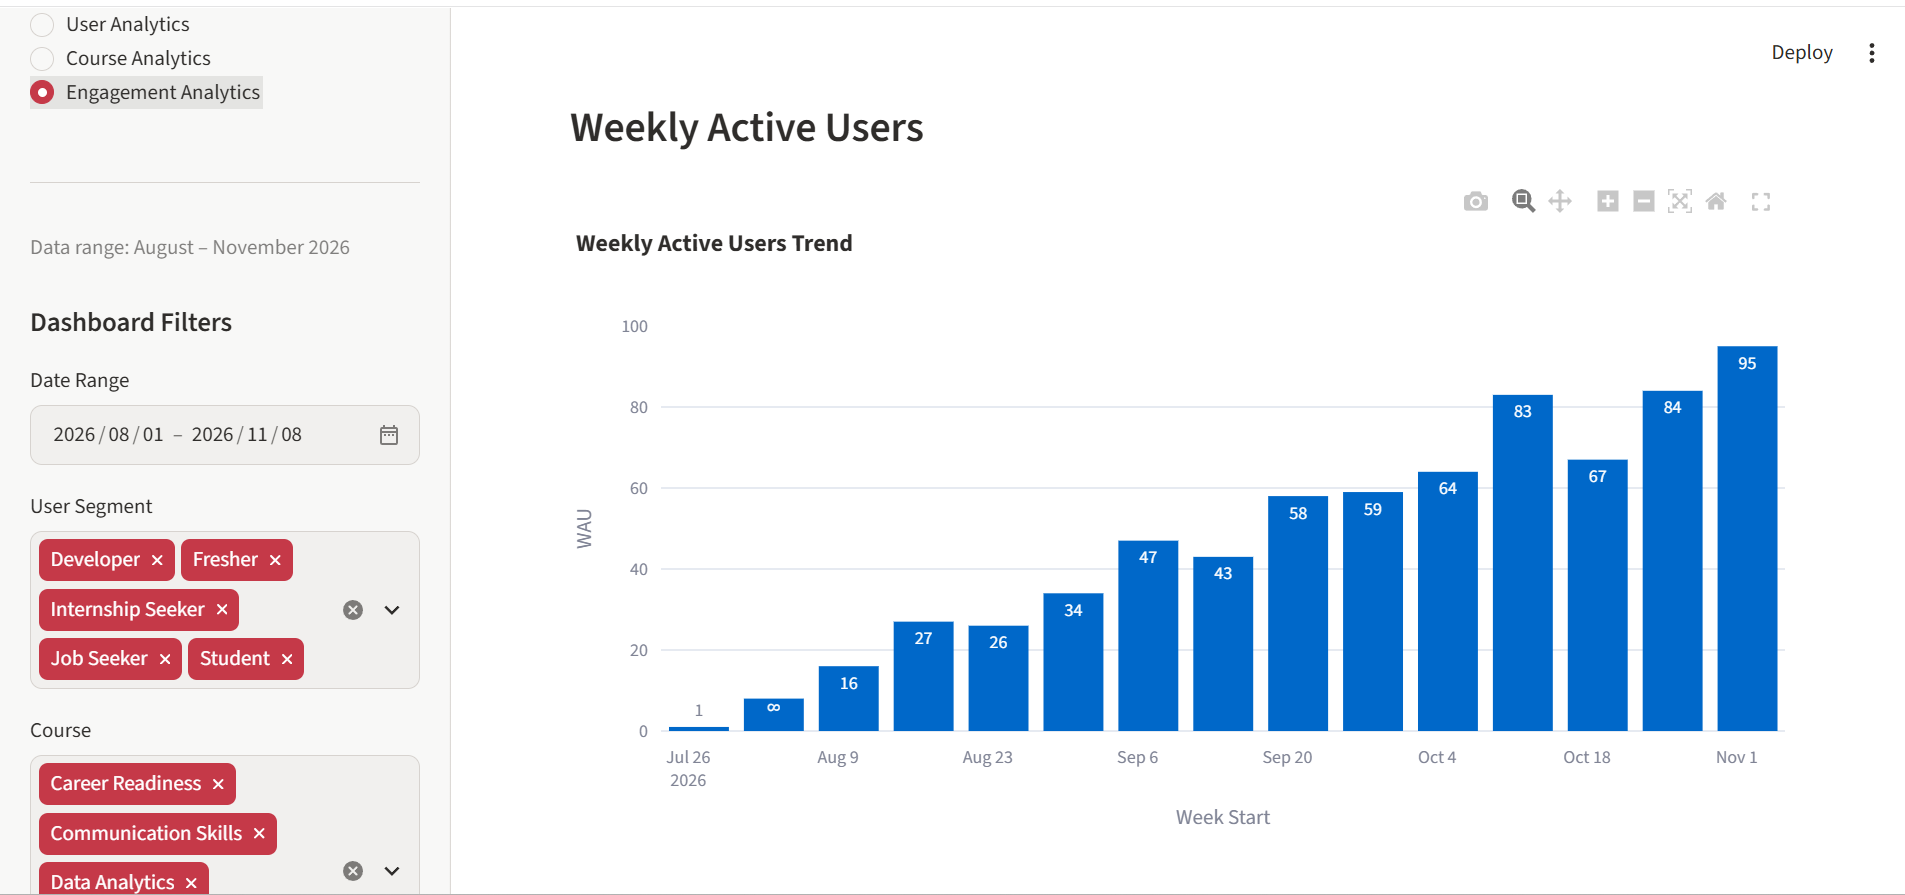 User Analytics
Course Analytics
Engagement Analytics
Data range: August – November 2026
Dashboard Filters
Date Range
2026/08/01 – 2026/11/08
User Segment
Developer ×
Fresher ×
Internship Seeker ×
Job Seeker ×
Student ×
Course
Career Readiness ×
Communication Skills ×
Data Analytics ×
Deploy
Weekly Active Users
Weekly Active Users Trend
100
80
60
40
20
0
WAU
1
8
16
27
26
34
47
43
58
59
64
83
67
84
95
Jul 26
2026
Aug 9
Aug 23
Sep 6
Sep 20
Oct 4
Oct 18
Nov 1
Week Start